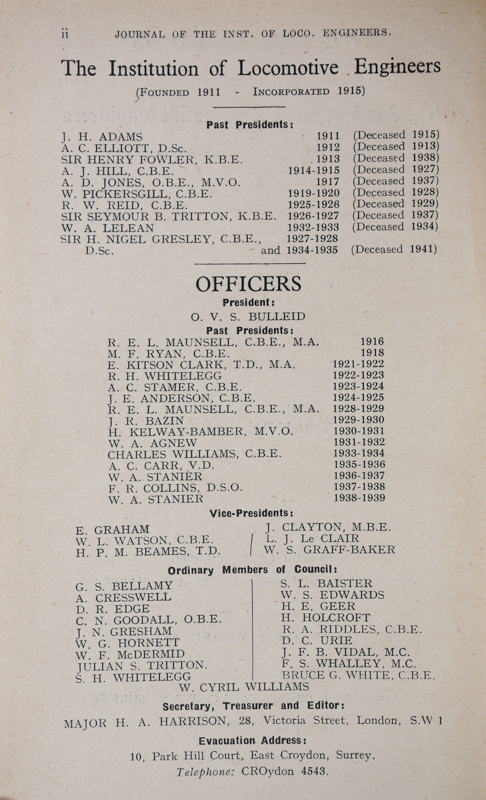 ii JOURNAL OF THE INST. OF LOCO. ENGINEERS.
The Institution of Locomotive Engineers
(FOUNDED 1911 - INCORPORATED 1915)
Past Presidents:
J. H. ADAMS 1911 (Deceased 1915)
A. C. ELLIOTT, D.Sc. 1912 (Deceased 1913)
SIR HENRY FOWLER, K.B.E. 1913 (Deceased 1938)
A. J. HILL, C.B.E. 1914-1915 (Deceased 1927)
A. D. JONES, O.B.E., M.V.O. 1917 (Deceased 1937)
W. PICKERSGILL, C.B.E. 1919-1920 (Deceased 1928)
R. W. REID, C.B.E. 1925-1926 (Deceased 1929)
SIR SEYMOUR B. TRITTON, K.B.E. 1926-1927 (Deceased 1937)
W. A. LELEAN 1932-1933 (Deceased 1934)
SIR H. NIGEL GRESLEY, C.B.E., 1927-1928
D.Sc. and 1934-1935 (Deceased 1941)
OFFICERS
President:
O. V. S. BULLEID
Past Presidents:
R. E. L. MAUNSELL, C.B.E., M.A. 1916
M. F. RYAN, C.B.E. 1918
E. KITSON CLARK, T.D., M.A. 1921-1922
R. H. WHITELEGG 1922-1923
A. C. STAMER, C.B.E. 1923-1924
J. E. ANDERSON, C.B.E. 1924-1925
R. E. L. MAUNSELL, C.B.E., M.A. 1928-1929
J. R. BAZIN 1929-1930
H. KELWAY-BAMBER, M.V.O. 1930-1931
W. A. AGNEW 1931-1932
CHARLES WILLIAMS, C.B.E. 1933-1934
A. C. CARR, V.D. 1935-1936
W. A. STANIER 1936-1937
F. R. COLLINS, D.S.O. 1937-1938
W. A. STANIER 1938-1939
Vice-Presidents:
E. GRAHAM J. CLAYTON, M.B.E.
W. L. WATSON, C.B.E. L. J. Le CLAIR
H. P. M. BEAMES, T.D. W. S. GRAFF-BAKER
Ordinary Members of Council:
G. S. BELLAMY S. L. BAISTER
A. CRESSWELL W. S. EDWARDS
D. R. EDGE H. E. GEER
C. N. GOODALL, O.B.E. H. HOLCROFT
J. N. GRESHAM R. A. RIDDLES, C.B.E.
W. G. HORNETT D. C. URIE
W. F. McDERMID J. F. B. VIDAL, M.C.
JULIAN S. TRITTON. F. S. WHALLEY, M.C.
S. H. WHITELEGG BRUCE G. WHITE, C.B.E.
W. CYRIL WILLIAMS
Secretary, Treasurer and Editor:
MAJOR H. A. HARRISON, 28, Victoria Street, London, S.W 1
Evacuation Address:
10, Park Hill Court, East Croydon, Surrey.
Telephone: CROydon 4543.